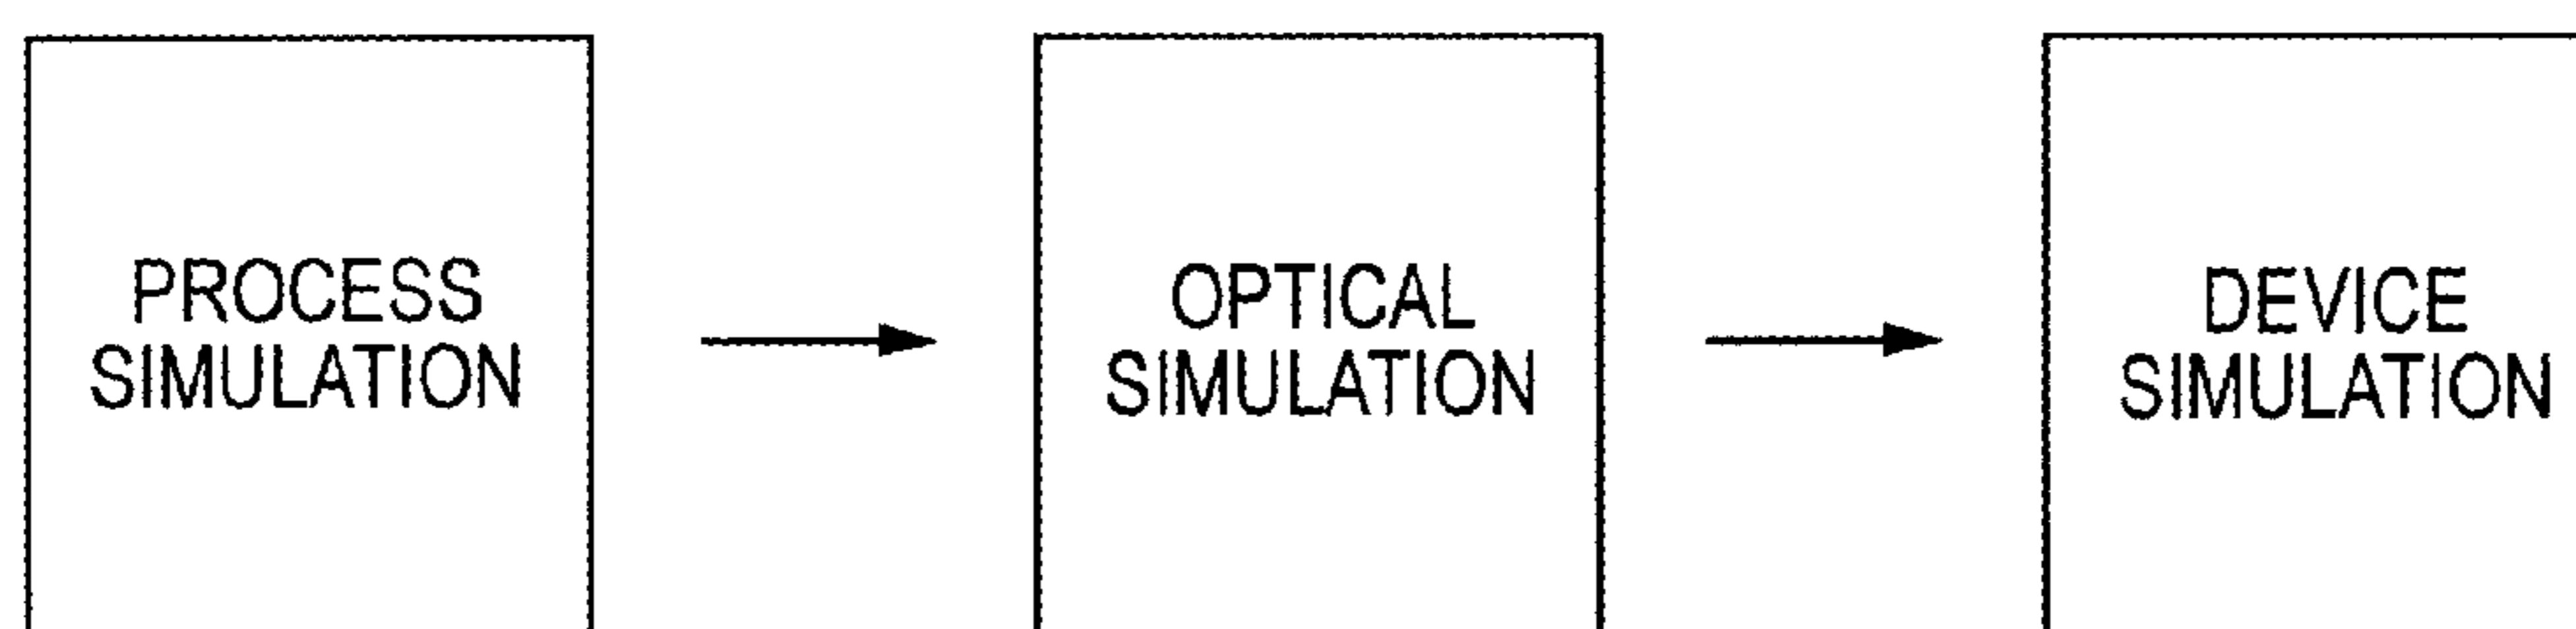 PROCESS
SIMULATION
OPTICAL
SIMULATION
DEVICE
SIMULATION